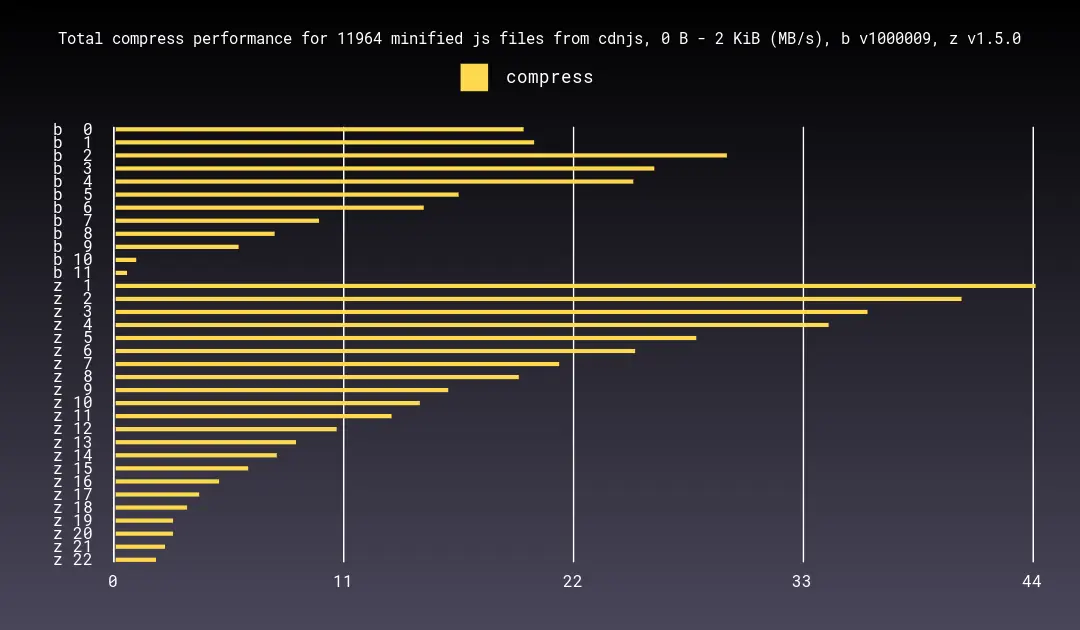 Total compress performance for 11964 minified js files from cdnjs, 0 B - 2 KiB (MB/s), b v1000009, z v1.5.0
compress
b 0
b 1
b 2
b 3
b 4
b 5
b 6
b 7
b 8
b 9
b 10
b 11
z 1
z 2
z 3
z 4
z 5
z 6
z 7
z 8
z 9
z 10
z 11
z 12
z 13
z 14
z 15
z 16
z 17
z 18
z 19
z 20
z 21
z 22
0 11 22 33 44